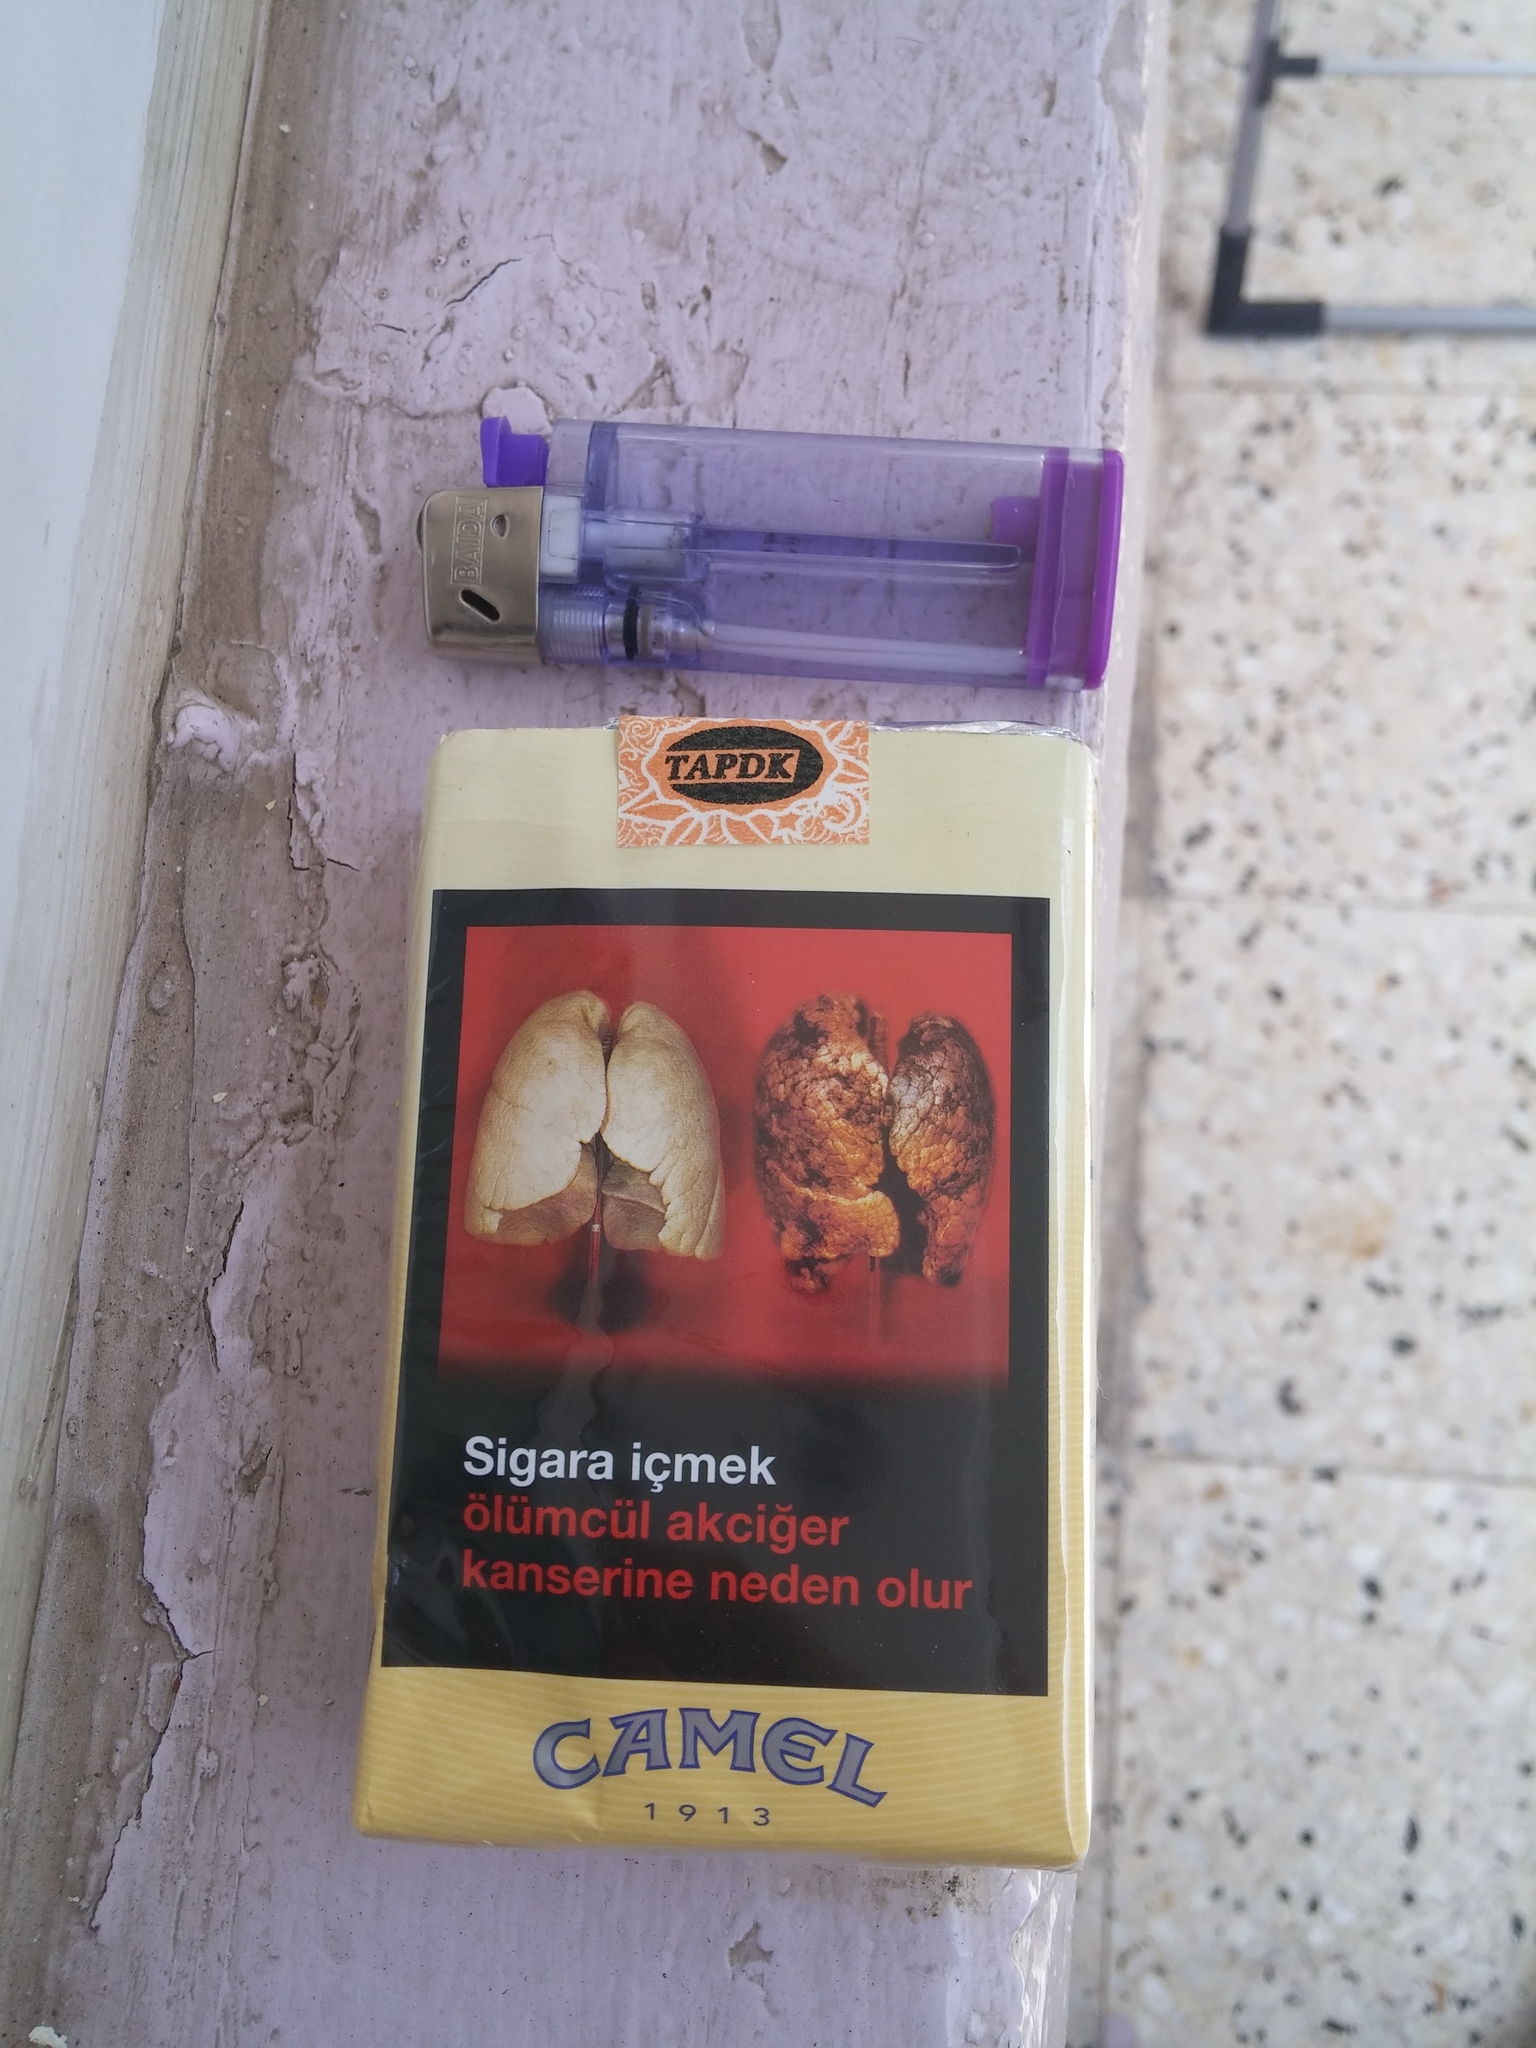 BAIDA
TAPDK
Sigara içmek
ölümcül akciğer
kanserine neden olur
CAMEL
1913